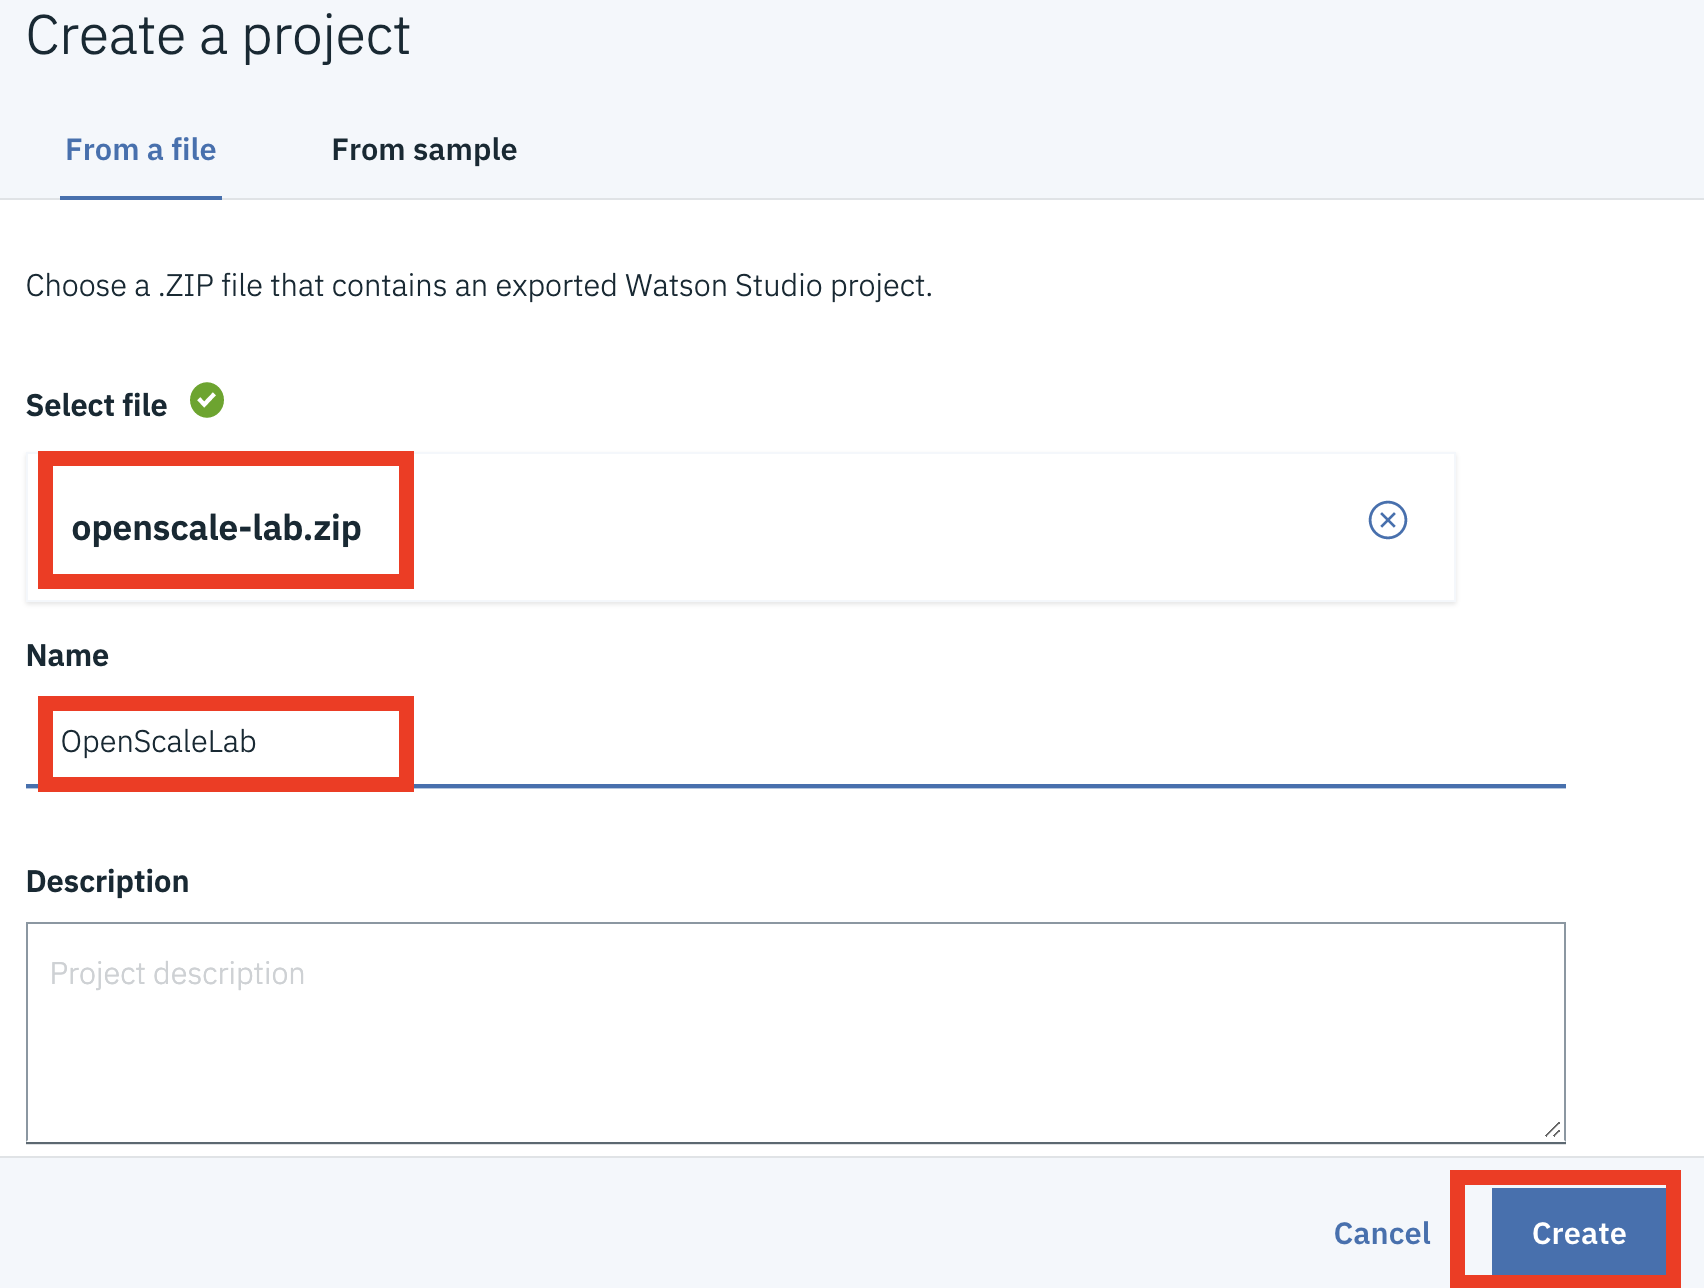 Create a project
From a file
From sample
Choose a .ZIP file that contains an exported Watson Studio project.
Select file
openscale-lab.zip
Name
OpenScaleLab
Description
Project description
Cancel
Create